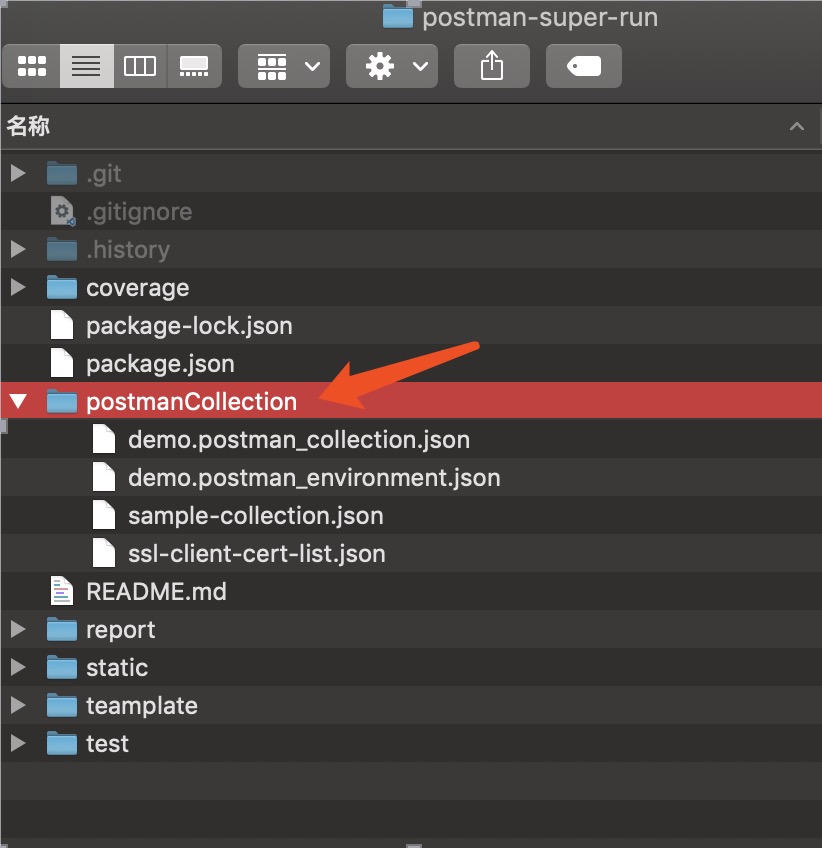 postman-super-run
名称
.git
.gitignore
.history
coverage
package-lock.json
package.json
postmanCollection
demo.postman_collection.json
demo.postman_environment.json
sample-collection.json
ssl-client-cert-list.json
README.md
report
static
teamplate
test